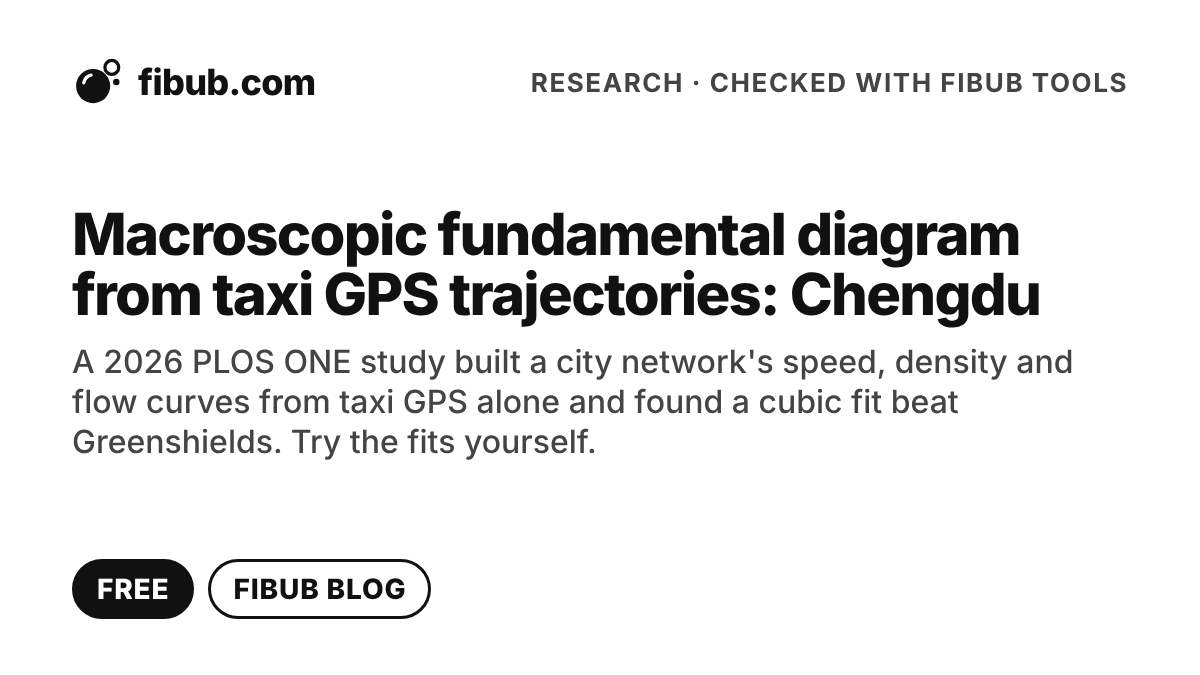 fibub.com
RESEARCH · CHECKED WITH FIBUB TOOLS
Macroscopic fundamental diagram
from taxi GPS trajectories: Chengdu
A 2026 PLOS ONE study built a city network's speed, density and
flow curves from taxi GPS alone and found a cubic fit beat
Greenshields. Try the fits yourself.
FREE
FIBUB BLOG